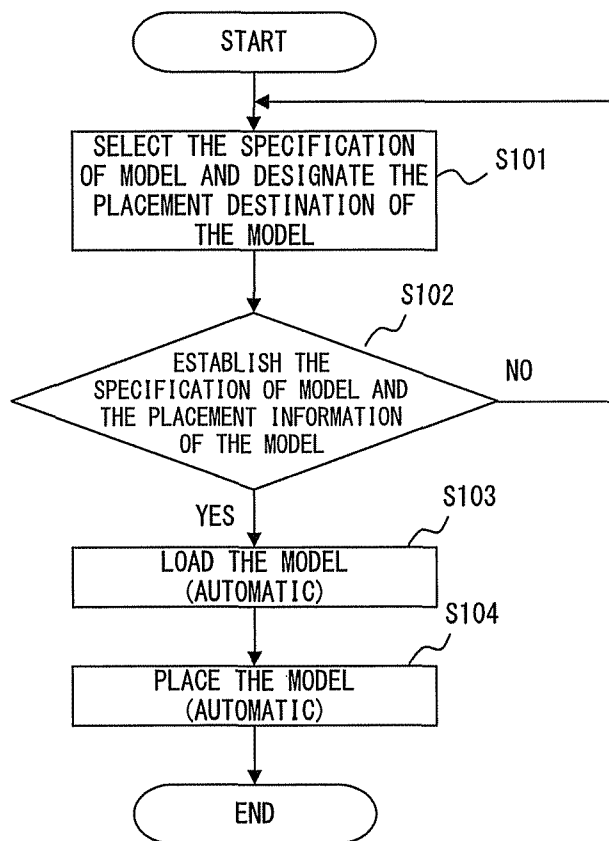 START
SELECT THE SPECIFICATION
OF MODEL AND DESIGNATE THE
PLACEMENT DESTINATION OF
THE MODEL
S101
S102
ESTABLISH THE
SPECIFICATION OF MODEL AND
THE PLACEMENT INFORMATION
OF THE MODEL
NO
YES
S103
LOAD THE MODEL
(AUTOMATIC)
S104
PLACE THE MODEL
(AUTOMATIC)
END